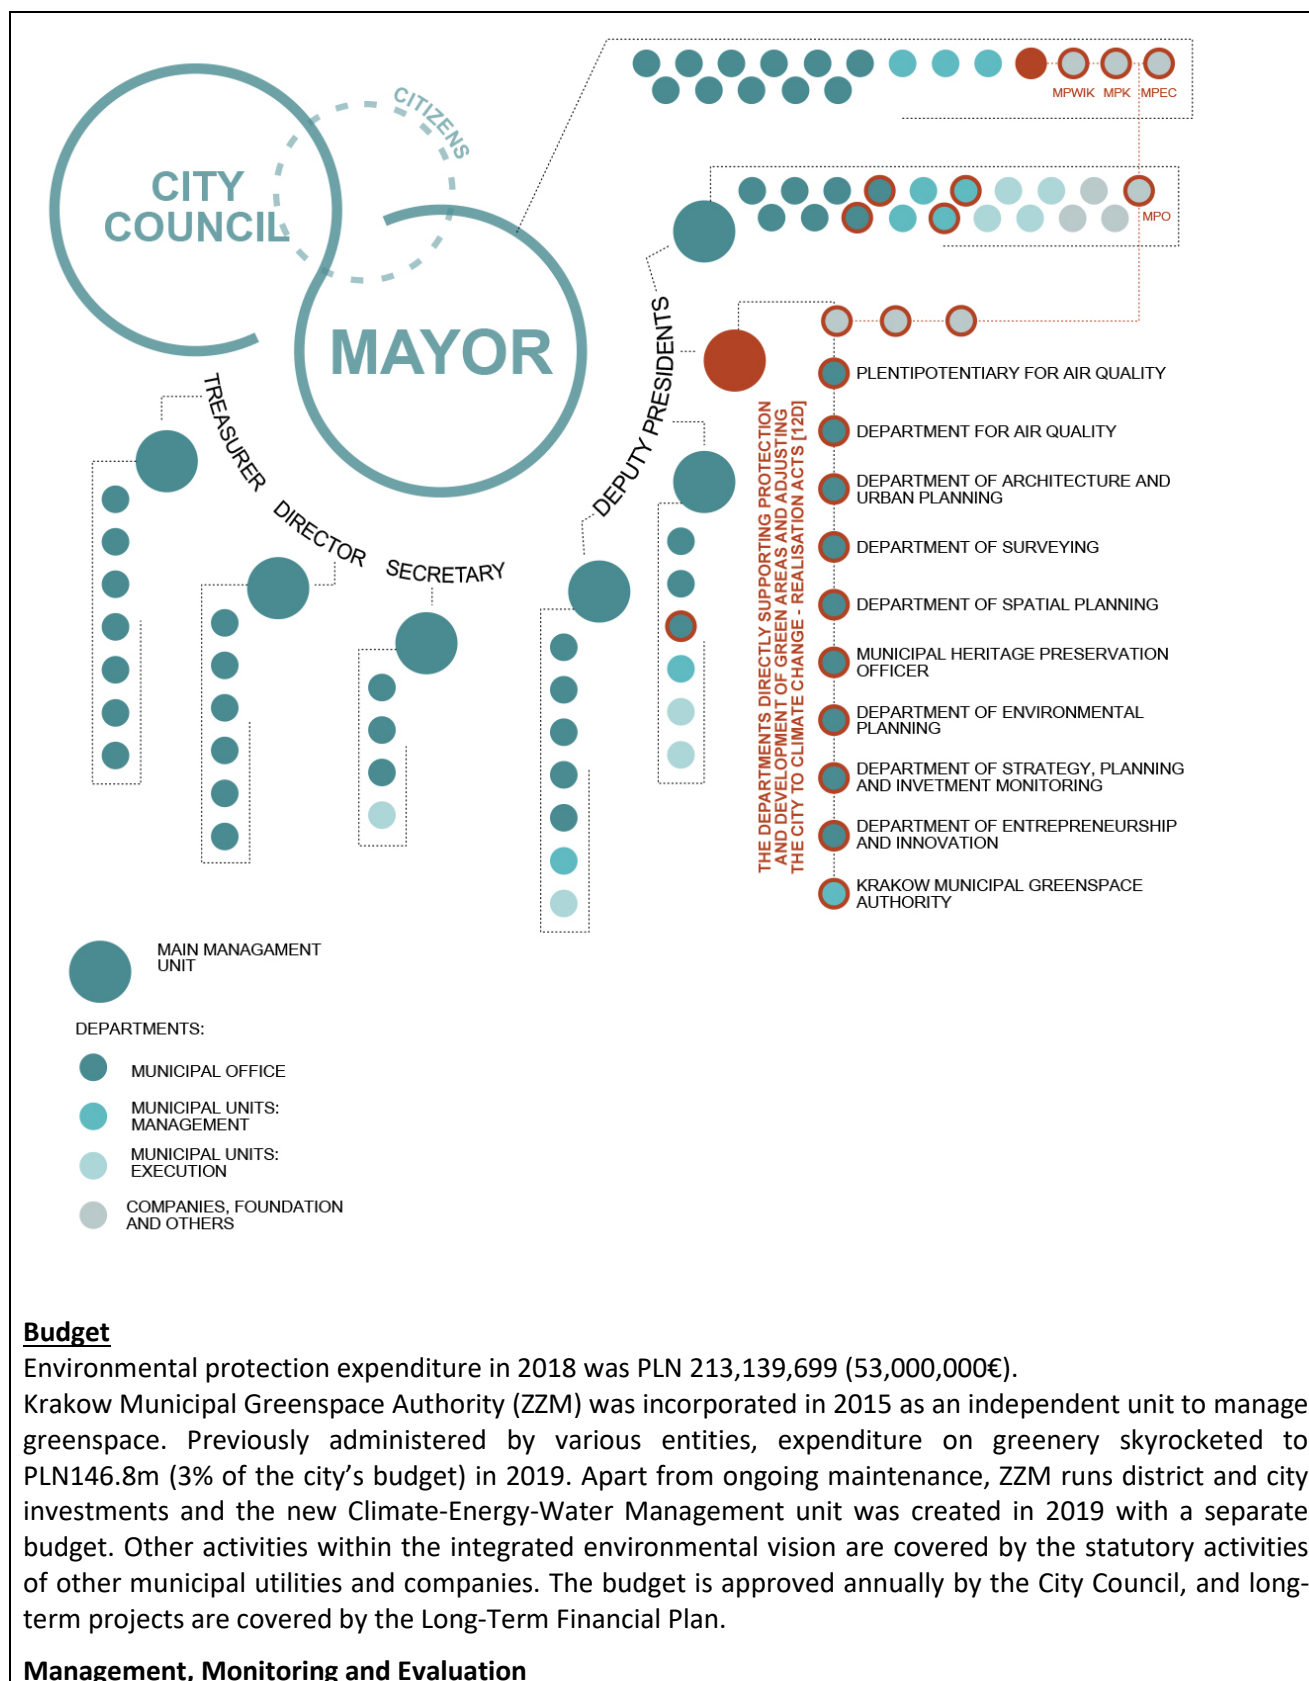 CITIZENS
CITY
COUNCIL
MAYOR
MPWIK MPK MPEC
MPO
TREASURER
DIRECTOR
SECRETARY
DEPUTY PRESIDENTS
THE DEPARTMENTS DIRECTLY SUPPORTING PROTECTION
AND DEVELOPMENT OF GREEN AREAS AND ADJUSTING
THE CITY TO CLIMATE CHANGE - REALISATION ACTS [12D]
PLENTIPOTENTIARY FOR AIR QUALITY
DEPARTMENT FOR AIR QUALITY
DEPARTMENT OF ARCHITECTURE AND
URBAN PLANNING
DEPARTMENT OF SURVEYING
DEPARTMENT OF SPATIAL PLANNING
MUNICIPAL HERITAGE PRESERVATION
OFFICER
DEPARTMENT OF ENVIRONMENTAL
PLANNING
DEPARTMENT OF STRATEGY, PLANNING
AND INVETMENT MONITORING
DEPARTMENT OF ENTREPRENEURSHIP
AND INNOVATION
KRAKOW MUNICIPAL GREENSPACE
AUTHORITY
MAIN MANAGAMENT
UNIT
DEPARTMENTS:
MUNICIPAL OFFICE
MUNICIPAL UNITS:
MANAGEMENT
MUNICIPAL UNITS:
EXECUTION
COMPANIES, FOUNDATION
AND OTHERS
Budget
Environmental protection expenditure in 2018 was PLN 213,139,699 (53,000,000€).
Krakow Municipal Greenspace Authority (ZZM) was incorporated in 2015 as an independent unit to manage
greenspace. Previously administered by various entities, expenditure on greenery skyrocketed to
PLN146.8m (3% of the city’s budget) in 2019. Apart from ongoing maintenance, ZZM runs district and city
investments and the new Climate-Energy-Water Management unit was created in 2019 with a separate
budget. Other activities within the integrated environmental vision are covered by the statutory activities
of other municipal utilities and companies. The budget is approved annually by the City Council, and long-
term projects are covered by the Long-Term Financial Plan.
Management, Monitoring and Evaluation